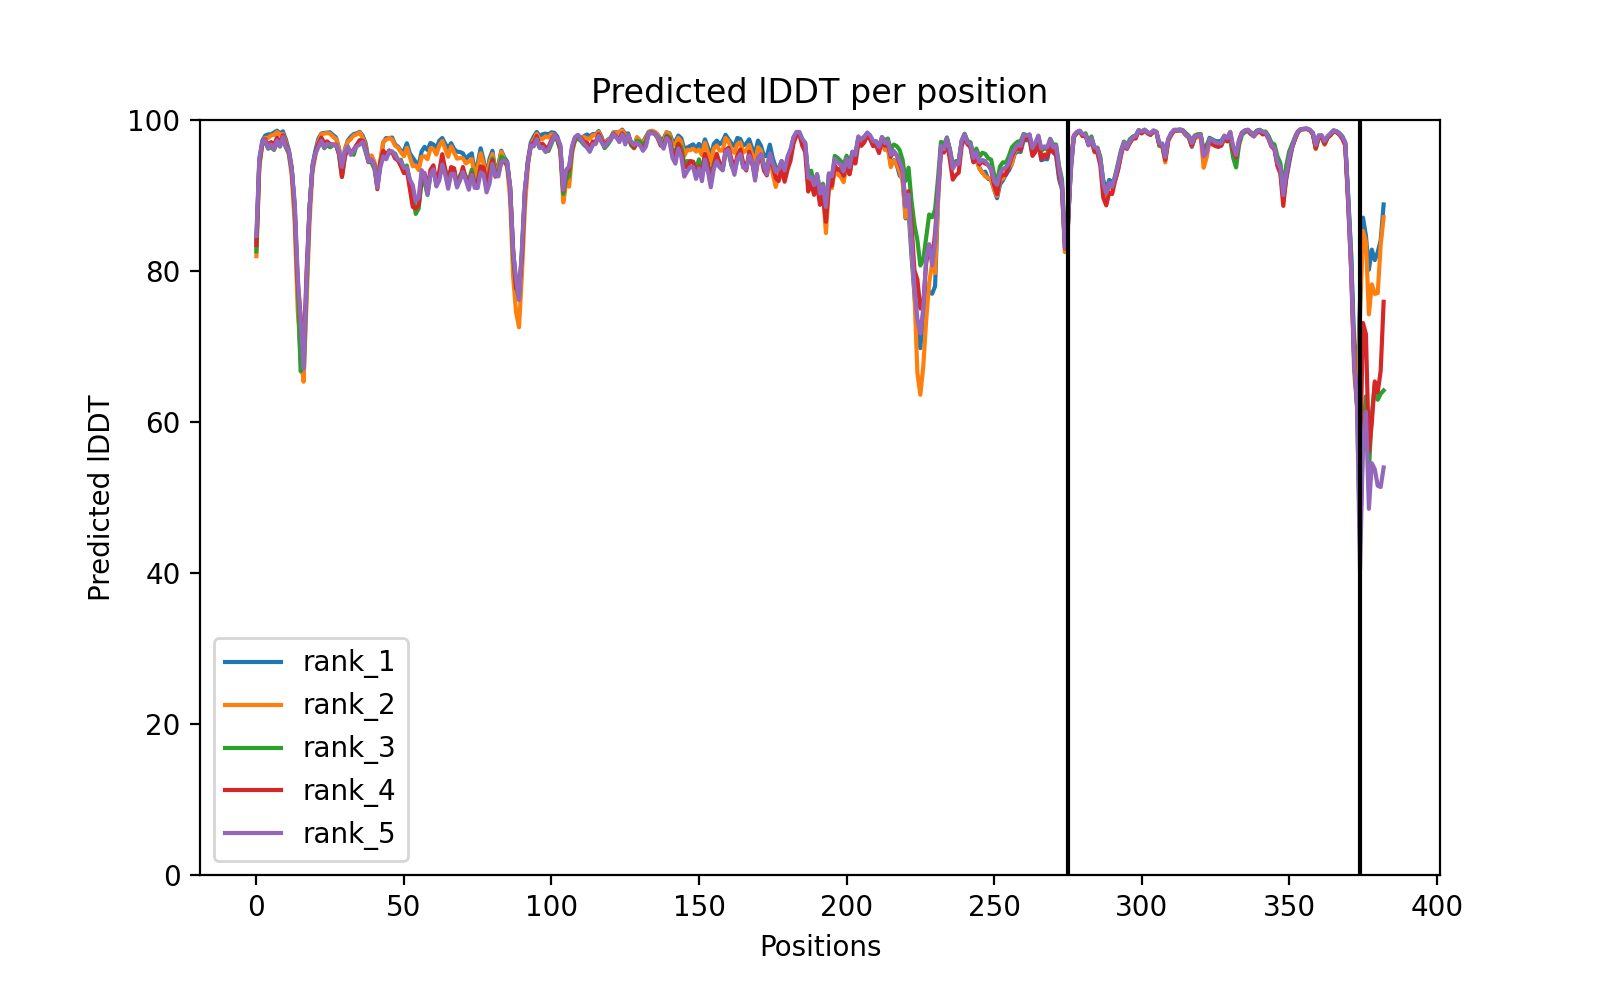 Predicted lDDT per position
100
80
60
40
20
0
Predicted lDDT
rank_1
rank_2
rank_3
rank_4
rank_5
0 50 100 150 200 250 300 350 400
Positions